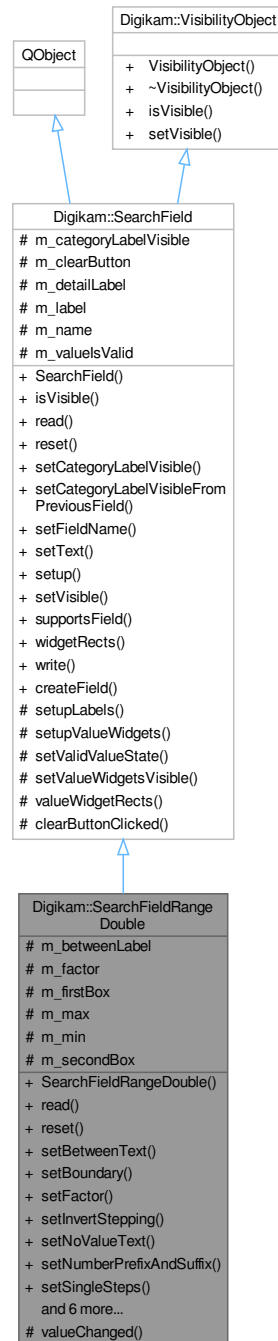 Digikam::VisibilityObject
+ VisibilityObject()
+ ~VisibilityObject()
+ isVisible()
+ setVisible()
QObject
Digikam::SearchField
# m_categoryLabelVisible
# m_clearButton
# m_detailLabel
# m_label
# m_name
# m_valueIsValid
+ SearchField()
+ isVisible()
+ read()
+ reset()
+ setCategoryLabelVisible()
+ setCategoryLabelVisibleFrom
PreviousField()
+ setFieldName()
+ setText()
+ setup()
+ setVisible()
+ supportsField()
+ widgetRects()
+ write()
+ createField()
# setupLabels()
# setupValueWidgets()
# setValidValueState()
# setValueWidgetsVisible()
# valueWidgetRects()
# clearButtonClicked()
Digikam::SearchFieldRange
Double
# m_betweenLabel
# m_factor
# m_firstBox
# m_max
# m_min
# m_secondBox
+ SearchFieldRangeDouble()
+ read()
+ reset()
+ setBetweenText()
+ setBoundary()
+ setFactor()
+ setInvertStepping()
+ setNoValueText()
+ setNumberPrefixAndSuffix()
+ setSingleSteps()
and 6 more...
# valueChanged()